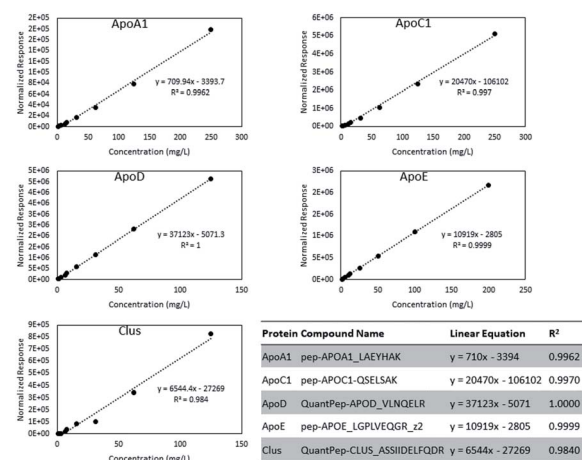 ApoA1
Normalized Response
2E+05
2E+05
2E+05
1E+05
1E+05
8E+04
6E+04
4E+04
2E+04
0E+00
y = 709.94x - 3393.7
R² = 0.9962
0 50 100 150 200 250 300
Concentration (mg/L)
ApoC1
Normalized Response
6E+06
5E+06
4E+06
3E+06
2E+06
1E+06
0E+00
y = 20470x - 106102
R² = 0.997
0 50 100 150 200 250 300
Concentration (mg/L)
ApoD
Normalized Response
5E+06
5E+06
4E+06
4E+06
3E+06
3E+06
2E+06
2E+06
1E+06
5E+05
0E+00
y = 37123x - 5071.3
R² = 1
0 50 100 150
Concentration (mg/L)
ApoE
Normalized Response
3E+06
2E+06
2E+06
1E+06
5E+05
0E+00
y = 10919x - 2805
R² = 0.9999
0 50 100 150 200 250
Concentration (mg/L)
Clus
Normalized Response
9E+05
8E+05
7E+05
6E+05
5E+05
4E+05
3E+05
2E+05
1E+05
0E+00
y = 6544.4x - 27269
R² = 0.984
0 50 100 150
Concentration (mg/L)
Protein Compound Name Linear Equation R²
ApoA1 pep-APOA1_LAEYHAK y = 710x - 3394 0.9962
ApoC1 pep-APOC1-QSELSAK y = 20470x - 106102 0.9970
ApoD QuantPep-APOD_VLNQELR y = 37123x - 5071 1.0000
ApoE pep-APOE_LGPLVEQGR_z2 y = 10919x - 2805 0.9999
Clus QuantPep-CLUS_ASSIIDELFQDR y = 6544x - 27269 0.9840